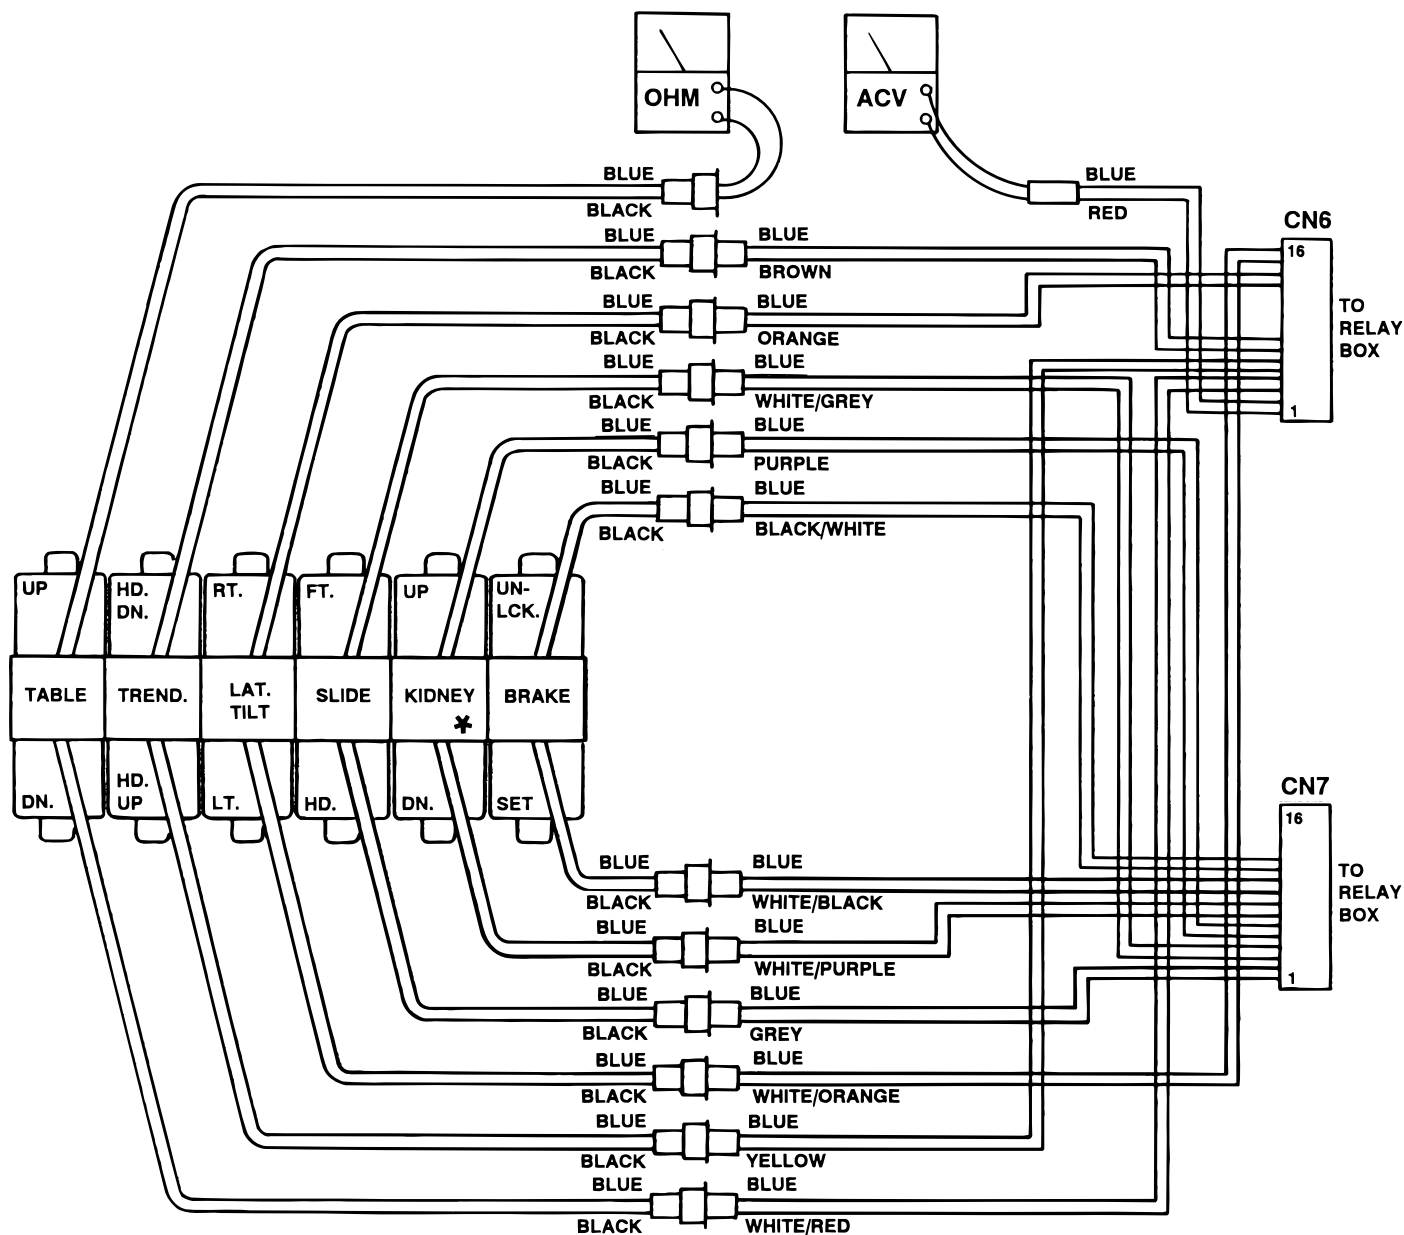 OHM
ACV
BLUE
BLACK
BLUE
RED
CN6
BLUE
BLUE
BLACK
BROWN
16
BLUE
BLUE
BLACK
ORANGE
TO
RELAY
BOX
BLUE
BLUE
BLACK
WHITE/GREY
1
BLUE
BLUE
BLACK
PURPLE
BLUE
BLUE
BLACK
BLACK/WHITE
UP
HD.
DN.
RT.
FT.
UP
UN-
LCK.
TABLE
TREND.
LAT.
TILT
SLIDE
KIDNEY
*
BRAKE
DN.
HD.
UP
LT.
HD.
DN.
SET
CN7
16
TO
RELAY
BOX
1
BLUE
BLUE
BLACK
WHITE/BLACK
BLUE
BLUE
BLACK
WHITE/PURPLE
BLUE
BLUE
BLACK
GREY
BLUE
BLUE
BLACK
WHITE/ORANGE
BLUE
BLUE
BLACK
YELLOW
BLUE
BLUE
BLACK
WHITE/RED